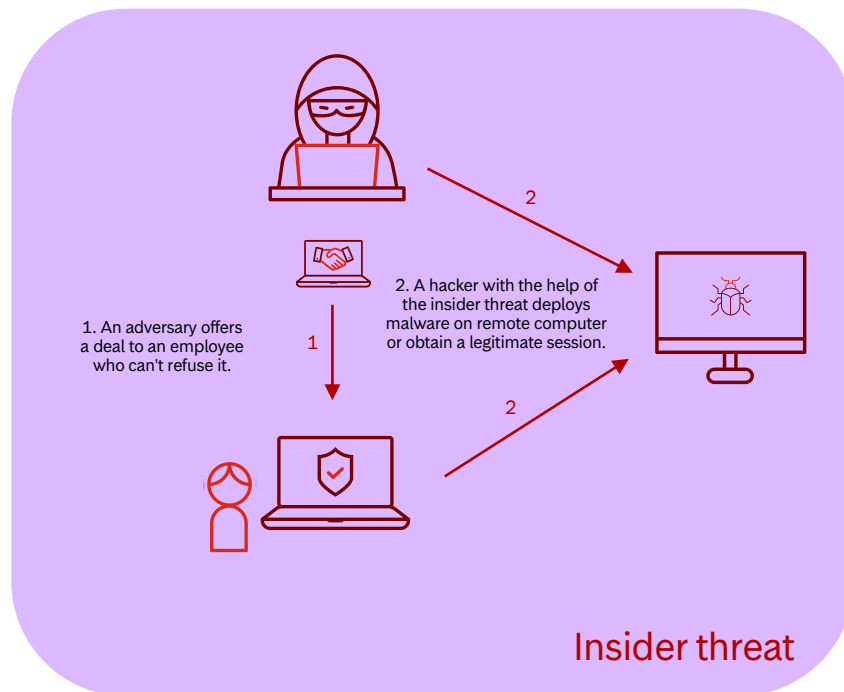 2
2. A hacker with the help of
the insider threat deploys
malware on remote computer
or obtain a legitimate session.
1. An adversary offers
a deal to an employee
who can't refuse it.
1
2
Insider threat